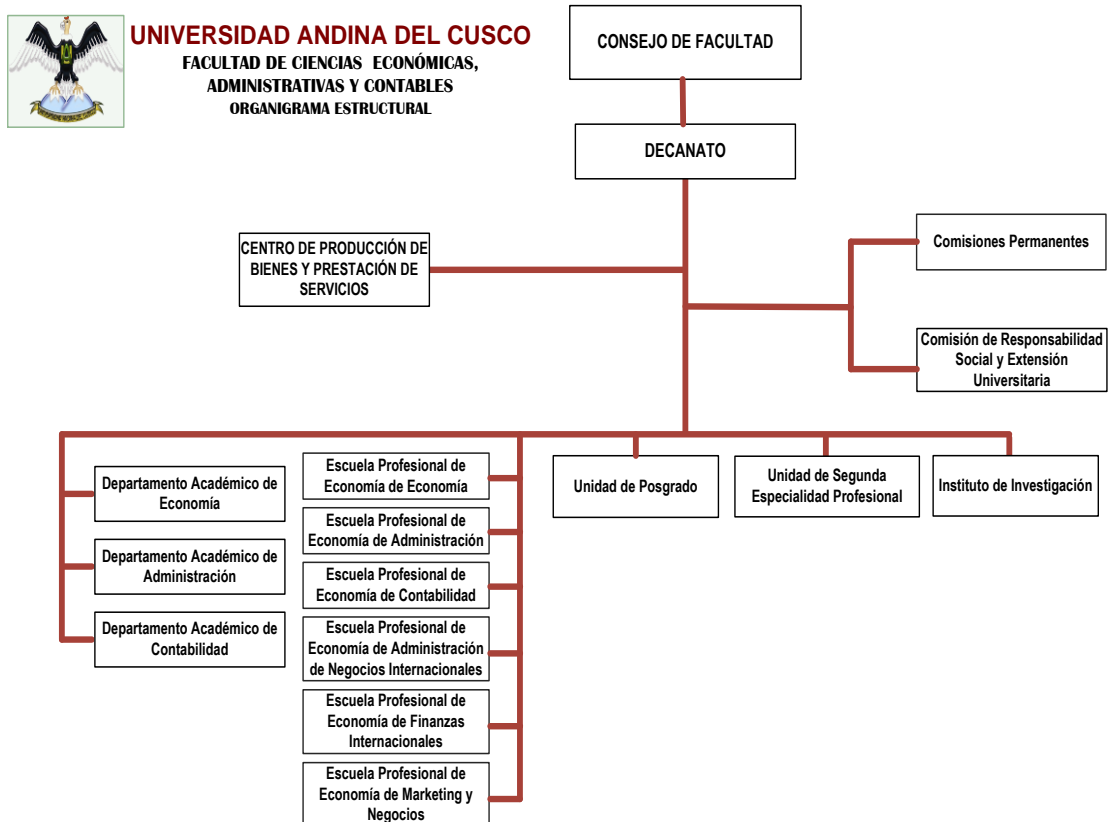 UNIVERSIDAD ANDINA DEL CUSCO
FACULTAD DE CIENCIAS ECONÓMICAS,
ADMINISTRATIVAS Y CONTABLES
ORGANIGRAMA ESTRUCTURAL
CONSEJO DE FACULTAD
DECANATO
CENTRO DE PRODUCCIÓN DE
BIENES Y PRESTACIÓN DE
SERVICIOS
Comisiones Permanentes
Comisión de Responsabilidad
Social y Extensión
Universitaria
Departamento Académico de
Economía
Departamento Académico de
Administración
Departamento Académico de
Contabilidad
Escuela Profesional de
Economía de Economía
Escuela Profesional de
Economía de Administración
Escuela Profesional de
Economía de Contabilidad
Escuela Profesional de
Economía de Administración
de Negocios Internacionales
Escuela Profesional de
Economía de Finanzas
Internacionales
Escuela Profesional de
Economía de Marketing y
Negocios
Unidad de Posgrado
Unidad de Segunda
Especialidad Profesional
Instituto de Investigación